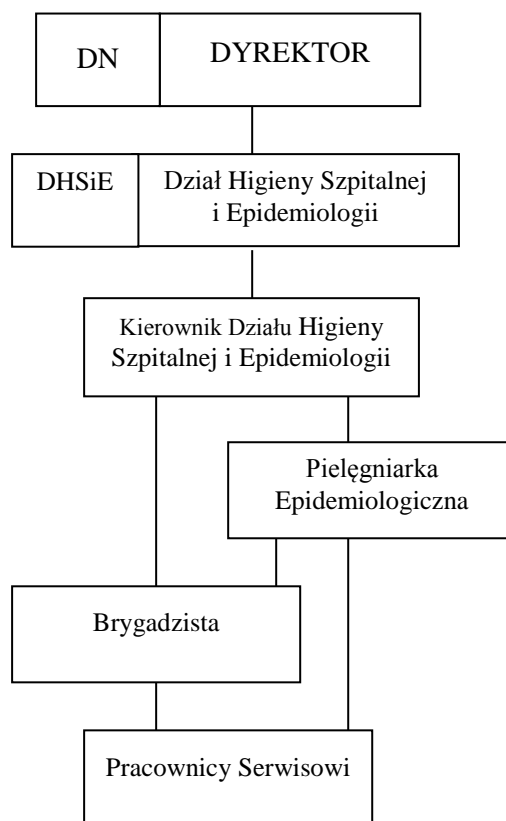 DN DYREKTOR
DHSiE Dział Higieny Szpitalnej
i Epidemiologii
Kierownik Działu Higieny
Szpitalnej i Epidemiologii
Pielęgniarka
Epidemiologiczna
Brygadzista
Pracownicy Serwisowi